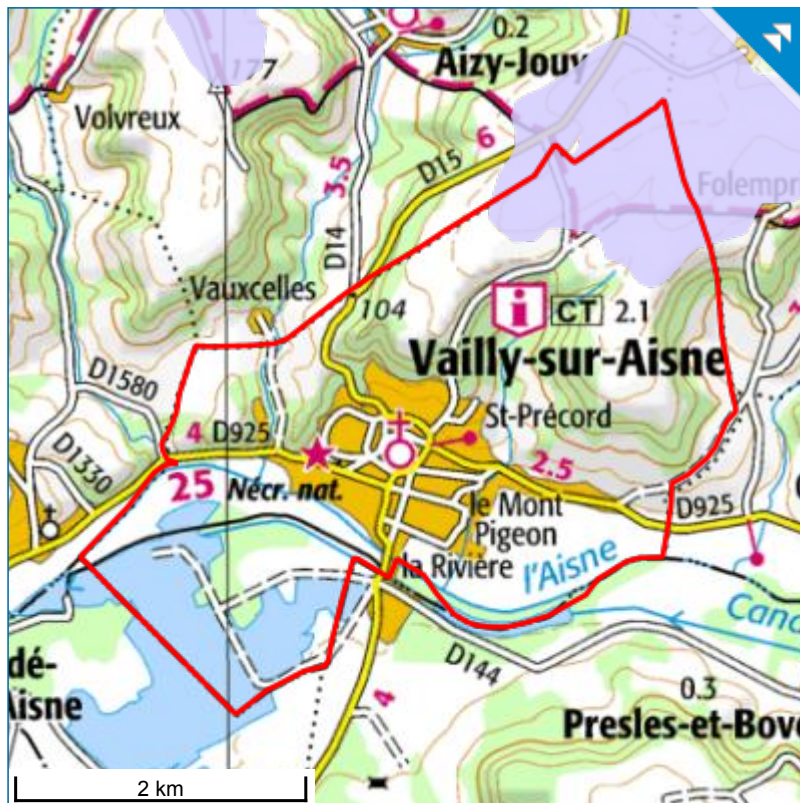 0.2
Aizy-Jouy
177
Volvreux
6
D15
3.5
Folempr
D14
Vauxcelles
104
i
CT 2.1
Vailly-sur-Aisne
D1580
St-Précord
4 D925
2.5
D1330
25 Nécr. nat.
le Mont
Pigeon
D925
la Rivière
l'Aisne
Cana
D144
dé-
Aisne
4
0.3
Presles-et-Bove
2 km